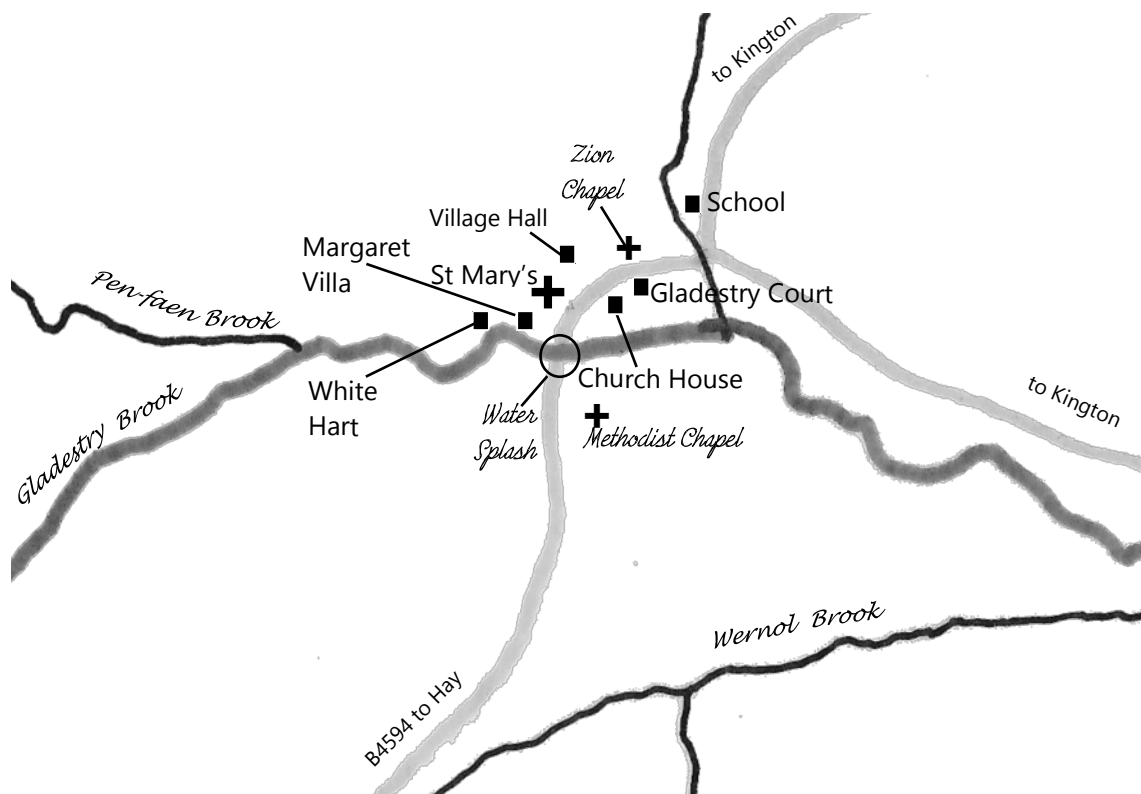 to Kington
Zion
Chapel
School
Village Hall
Margaret
Villa
St Mary's
Gladestry Court
Pen-faen Brook
White
Hart
Church House
to Kington
Gladestry Brook
Water
Splash
Methodist Chapel
Wernol Brook
B4594 to Hay